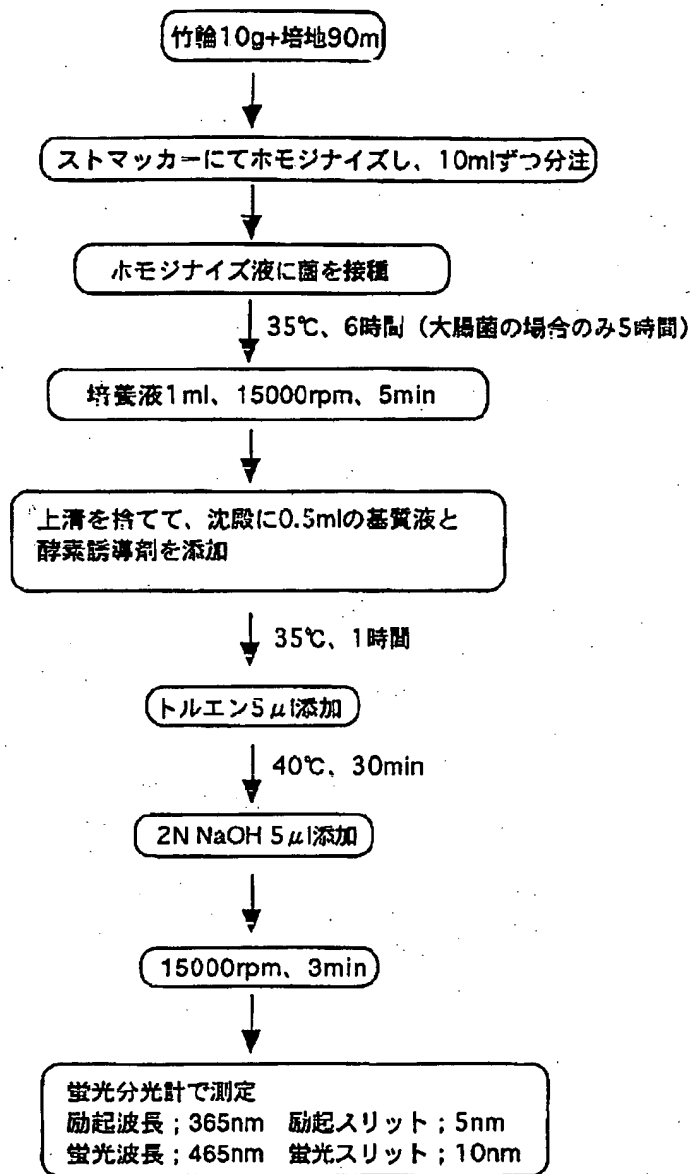 竹輪10g+培地90m
ストマッカーにてホモジナイズし、10mlずつ分注
ホモジナイズ液に菌を接種
35℃、6時間（大腸菌の場合のみ5時間）
培養液1ml、15000rpm、5min
上清を捨てて、沈殿に0.5mlの基質液と
酵素誘導剤を添加
35℃、1時間
トルエン5μl添加
40℃、30min
2N NaOH 5μl添加
15000rpm、3min
蛍光分光計で測定
励起波長；365nm　励起スリット；5nm
蛍光波長；465nm　蛍光スリット；10nm